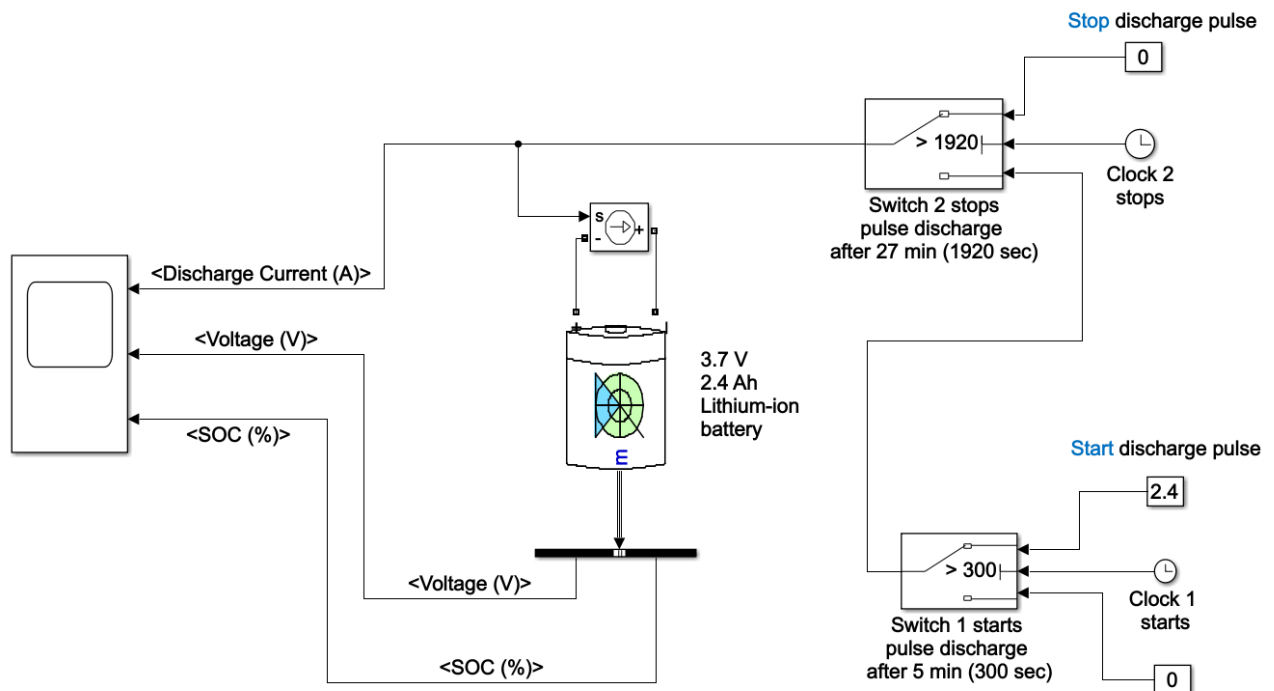 Stop discharge pulse
0
> 1920
Clock 2
stops
Switch 2 stops
pulse discharge
after 27 min (1920 sec)
s
- +
<Discharge Current (A)>
<Voltage (V)>
<SOC (%)>
+
3.7 V
2.4 Ah
Lithium-ion
battery
m
<Voltage (V)>
<SOC (%)>
Start discharge pulse
2.4
> 300
Clock 1
starts
Switch 1 starts
pulse discharge
after 5 min (300 sec)
0